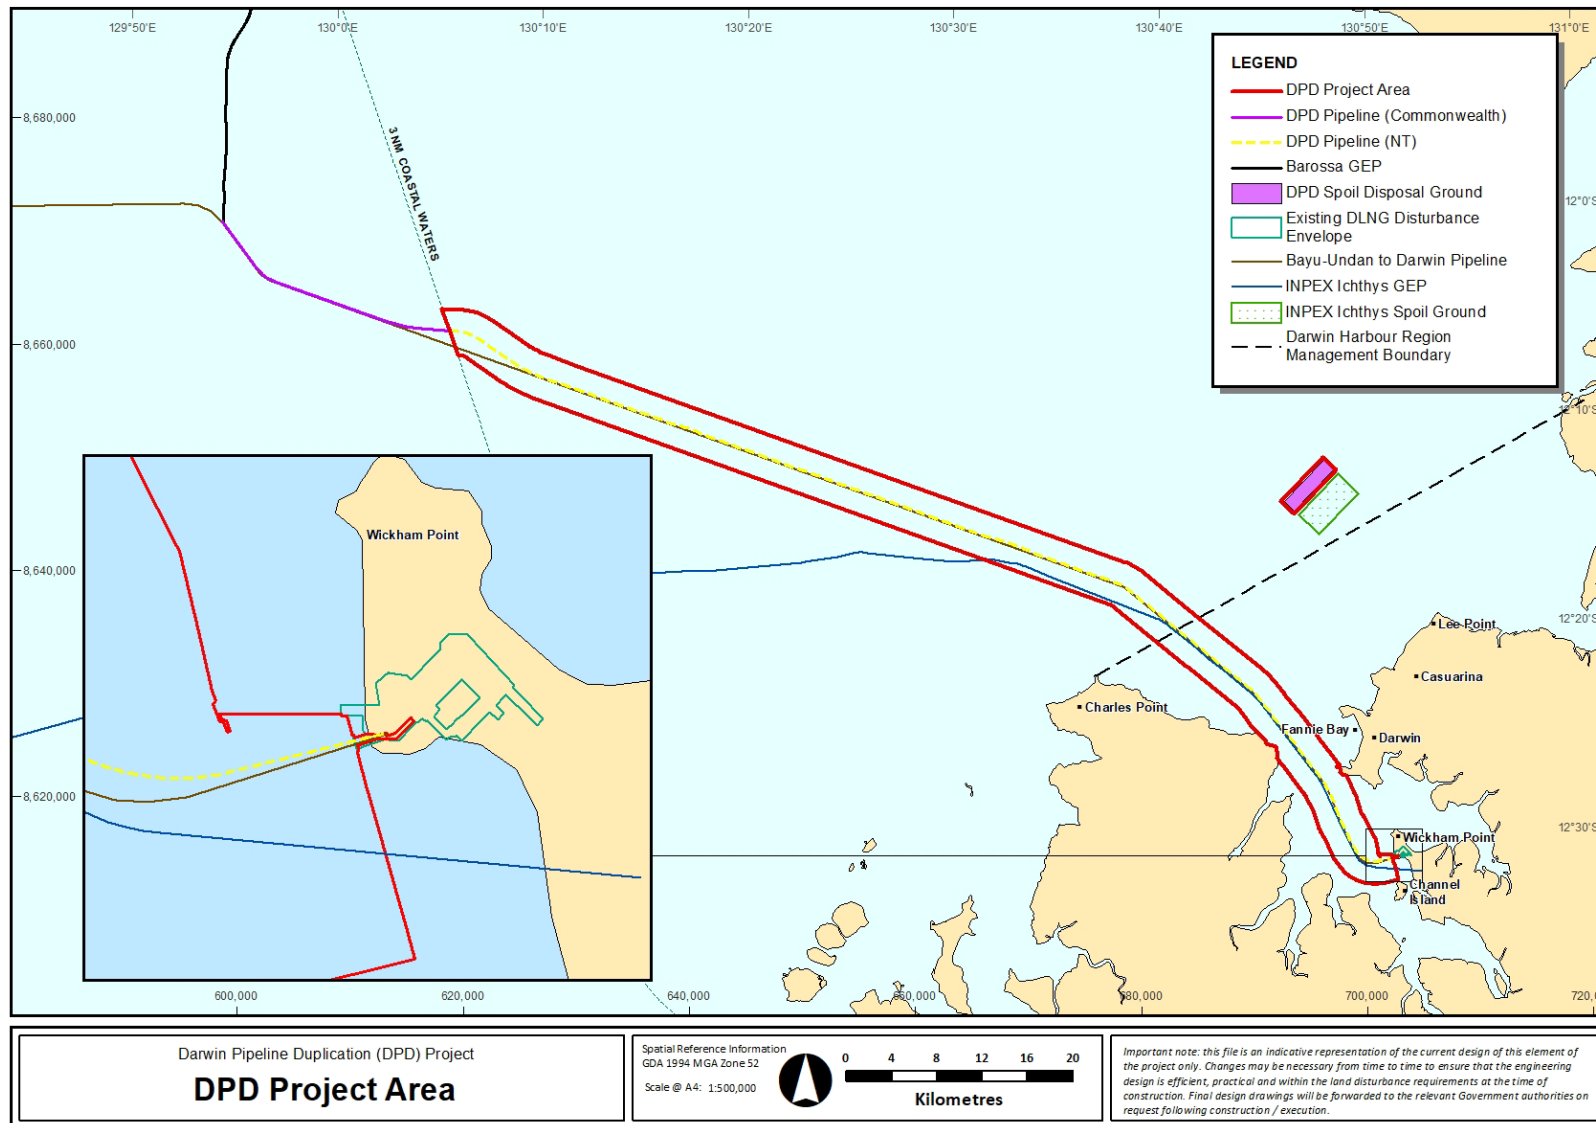 129°50'E
130°0'E
130°10'E
130°20'E
130°30'E
130°40'E
130°50'E
131°0'E
LEGEND
DPD Project Area
DPD Pipeline (Commonwealth)
DPD Pipeline (NT)
Barossa GEP
DPD Spoil Disposal Ground
Existing DLNG Disturbance
Envelope
Bayu-Undan to Darwin Pipeline
INPEX Ichthys GEP
INPEX Ichthys Spoil Ground
Darwin Harbour Region
Management Boundary
8,680,000
8,660,000
8,640,000
8,620,000
3 NM COASTAL WATERS
12°0'S
12°10'S
12°20'S
12°30'S
Wickham Point
Lee Point
Casuarina
Charles Point
Fannie Bay
Darwin
Wickham Point
Channel
Island
600,000
620,000
640,000
660,000
680,000
700,000
Darwin Pipeline Duplication (DPD) Project
DPD Project Area
Spatial Reference Information
GDA 1994 MGA Zone 52
Scale @ A4: 1:500,000
0 4 8 12 16 20
Kilometres
Important note: this file is an indicative representation of the current design of this element of
the project only. Changes may be necessary from time to time to ensure that the engineering
design is efficient, practical and within the land disturbance requirements at the time of
construction. Final design drawings will be forwarded to the relevant Government authorities on
request following construction / execution.